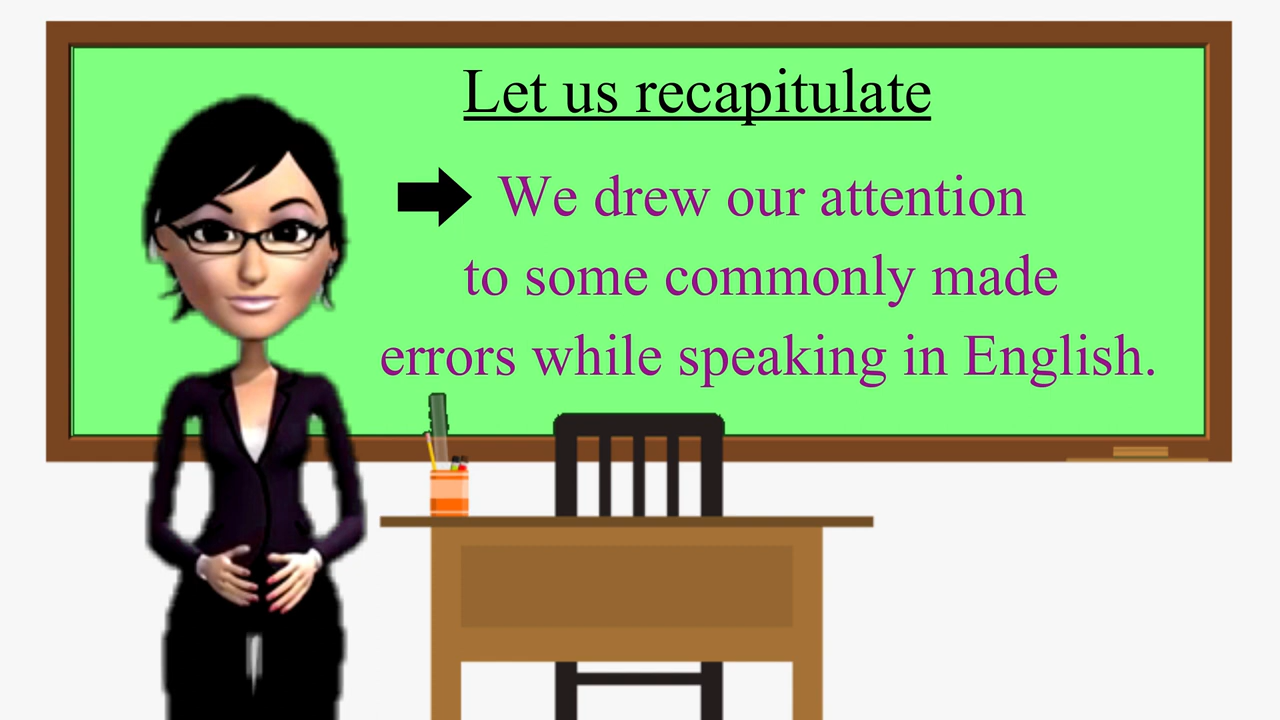 Let us recapitulate
We drew our attention
to some commonly made
errors while speaking in English.